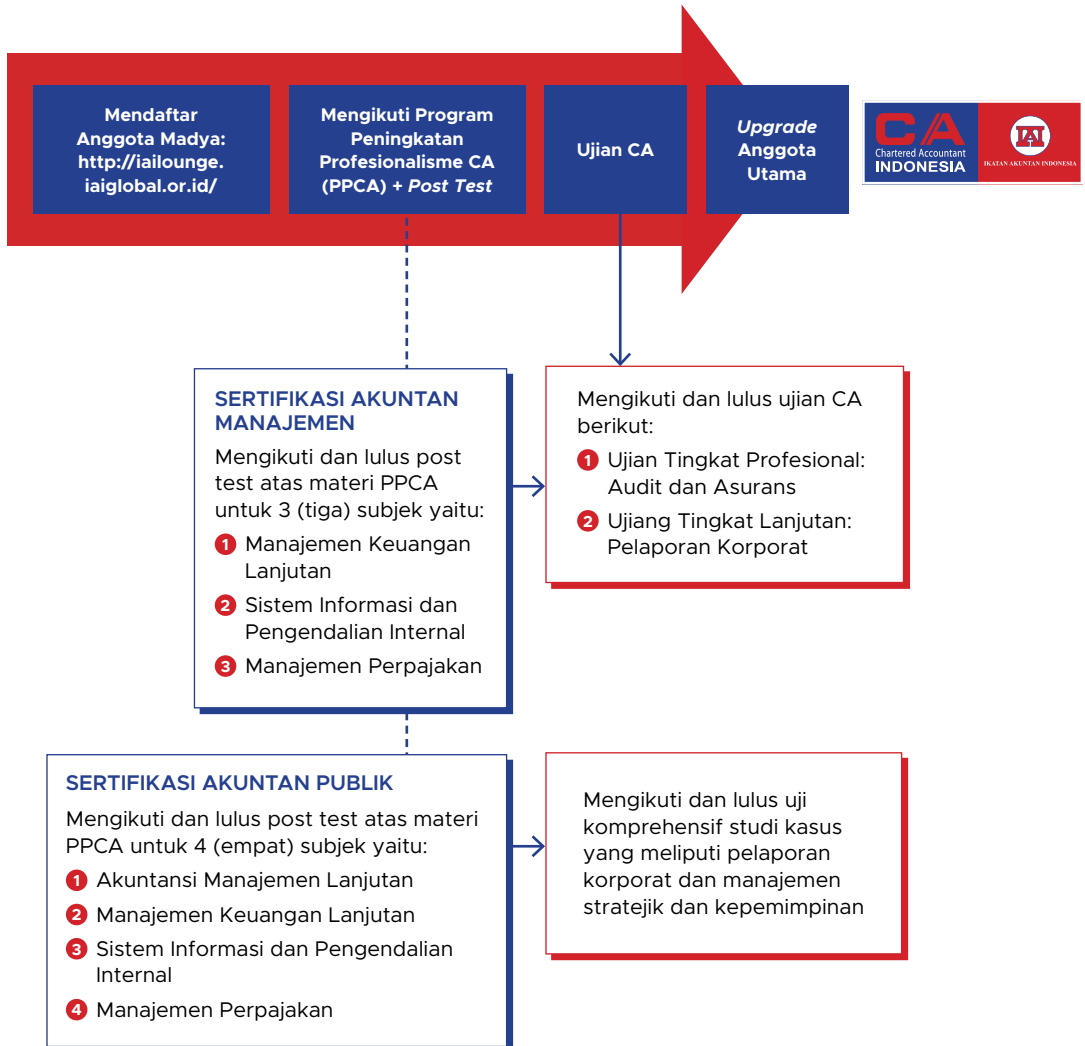 Mendaftar
Anggota Madya:
http://iailounge.
iaiglobal.or.id/
Mengikuti Program
Peningkatan
Profesionalisme CA
(PPCA) + Post Test
Ujian CA
Upgrade
Anggota
Utama
CA
Chartered Accountant
INDONESIA
IAI
IKATAN AKUNTAN INDONESIA
SERTIFIKASI AKUNTAN
MANAJEMEN
Mengikuti dan lulus post
test atas materi PPCA
untuk 3 (tiga) subjek yaitu:
1 Manajemen Keuangan
Lanjutan
2 Sistem Informasi dan
Pengendalian Internal
3 Manajemen Perpajakan
Mengikuti dan lulus ujian CA
berikut:
1 Ujian Tingkat Profesional:
Audit dan Asurans
2 Ujiang Tingkat Lanjutan:
Pelaporan Korporat
SERTIFIKASI AKUNTAN PUBLIK
Mengikuti dan lulus post test atas materi
PPCA untuk 4 (empat) subjek yaitu:
1 Akuntansi Manajemen Lanjutan
2 Manajemen Keuangan Lanjutan
3 Sistem Informasi dan Pengendalian
Internal
4 Manajemen Perpajakan
Mengikuti dan lulus uji
komprehensif studi kasus
yang meliputi pelaporan
korporat dan manajemen
stratejik dan kepemimpinan